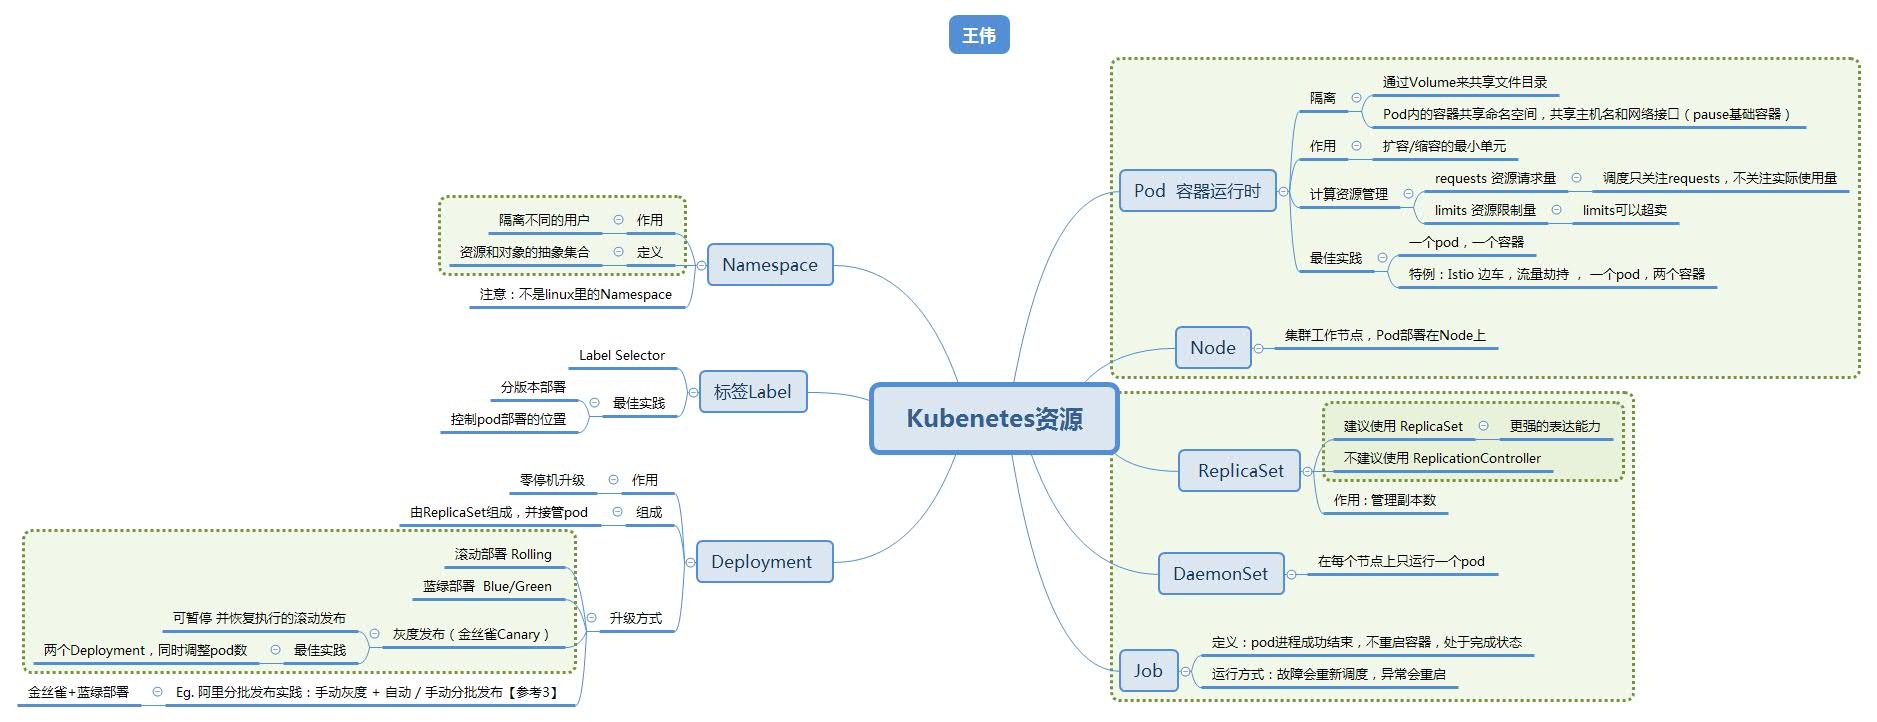 王伟
Kubenetes资源
Pod 容器运行时
隔离
通过Volume来共享文件目录
Pod内的容器共享命名空间，共享主机名和网络接口（pause基础容器）
作用
扩容/缩容的最小单元
计算资源管理
requests 资源请求量
调度只关注requests，不关注实际使用量
limits 资源限制量
limits可以超卖
最佳实践
一个pod，一个容器
特例：Istio 边车，流量劫持 ， 一个pod，两个容器
Node
集群工作节点，Pod部署在Node上
ReplicaSet
建议使用 ReplicaSet
更强的表达能力
不建议使用 ReplicationController
作用：管理副本数
DaemonSet
在每个节点上只运行一个pod
Job
定义：pod进程成功结束，不重启容器，处于完成状态
运行方式：故障会重新调度，异常会重启
Namespace
作用
隔离不同的用户
定义
资源和对象的抽象集合
注意：不是linux里的Namespace
标签Label
Label Selector
最佳实践
分版本部署
控制pod部署的位置
Deployment
作用
零停机升级
组成
由ReplicaSet组成，并接管pod
升级方式
滚动部署 Rolling
蓝绿部署 Blue/Green
灰度发布（金丝雀Canary）
可暂停 并恢复执行的滚动发布
最佳实践
两个Deployment，同时调整pod数
Eg. 阿里分批发布实践：手动灰度 + 自动 / 手动分批发布【参考3】
金丝雀+蓝绿部署